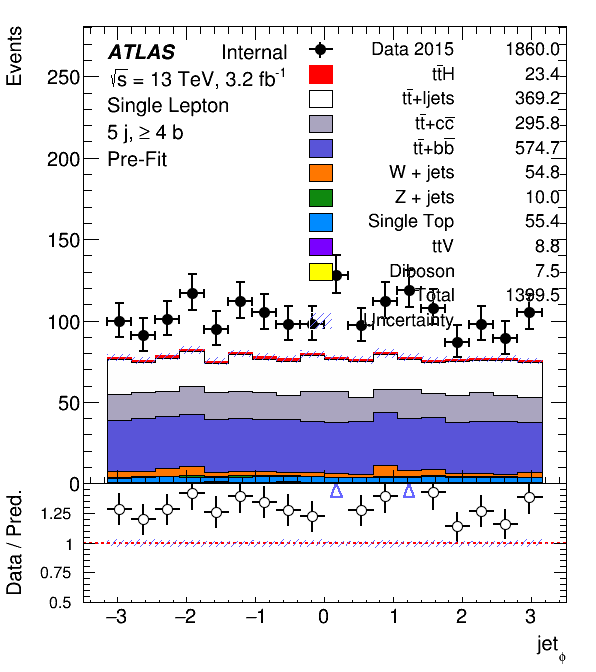 Events
ATLAS Internal
√s = 13 TeV, 3.2 fb⁻¹
Single Lepton
5 j, ≥ 4 b
Pre-Fit
Data 2015 1860.0
tt̄H 23.4
tt̄+ljets 369.2
tt̄+cc̄ 295.8
tt̄+bb̄ 574.7
W + jets 54.8
Z + jets 10.0
Single Top 55.4
ttV 8.8
Diboson 7.5
Total 1399.5
Uncertainty
250
200
150
100
50
0
Data / Pred.
1.25
1
0.75
0.5
−3 −2 −1 0 1 2 3
jet_ϕ